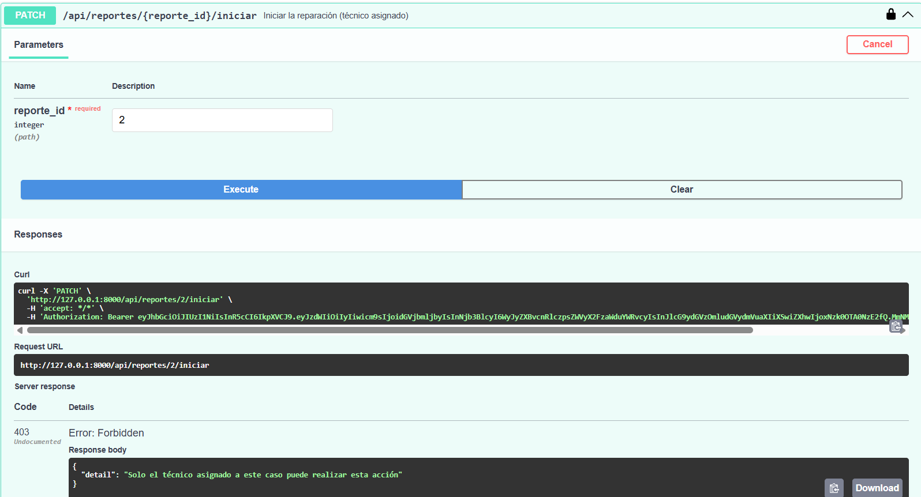 PATCH /api/reportes/{reporte_id}/iniciar Iniciar la reparación (técnico asignado)
Parameters
Cancel
Name Description
reporte_id * required
integer
(path)
2
Execute Clear
Responses
Curl
curl -X 'PATCH' \
'http://127.0.0.1:8000/api/reportes/2/iniciar' \
-H 'accept: */*' \
-H 'Authorization: Bearer
Request URL
http://127.0.0.1:8000/api/reportes/2/iniciar
Server response
Code Details
403
Undocumented
Error: Forbidden
Response body
{
"detail": "Solo el técnico asignado a este caso puede realizar esta acción"
}
Download